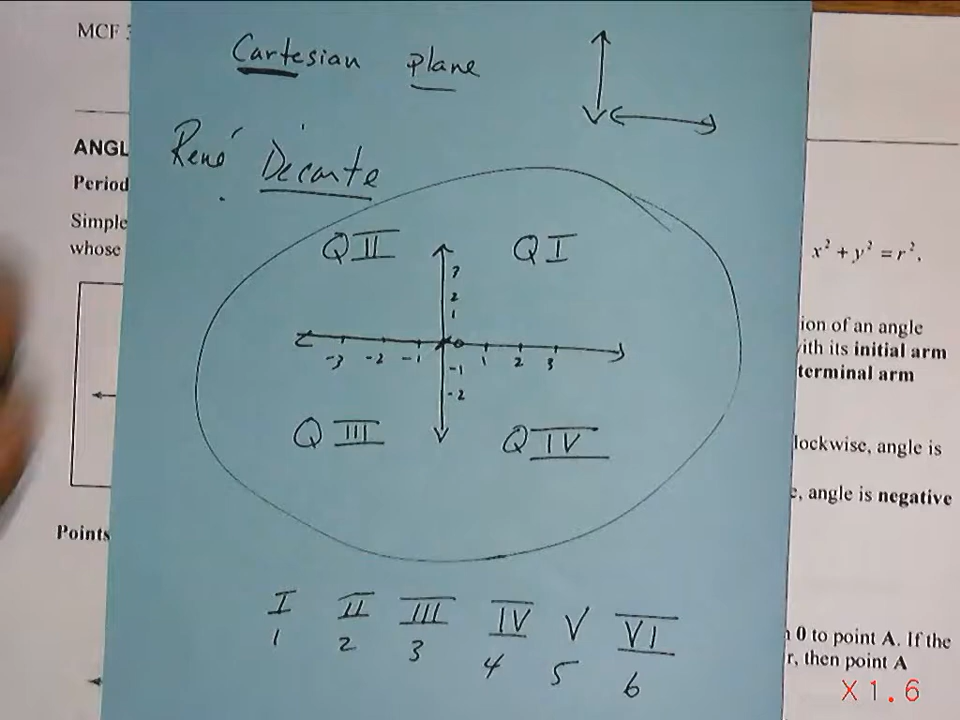 MCF 3
Cartesian plane
René Decarte
ANGL
Period
Simple
whose
x² + y² = r²,
Q II Q I
2
1
-3 -2 -1 0 1 2 3
-1
-2
Q III Q IV
ion of an angle
with its initial arm
terminal arm
lockwise, angle is
e, angle is negative
Points
I II III IV V VI
1 2 3 4 5 6
0 to point A. If the
r, then point A
X1.6